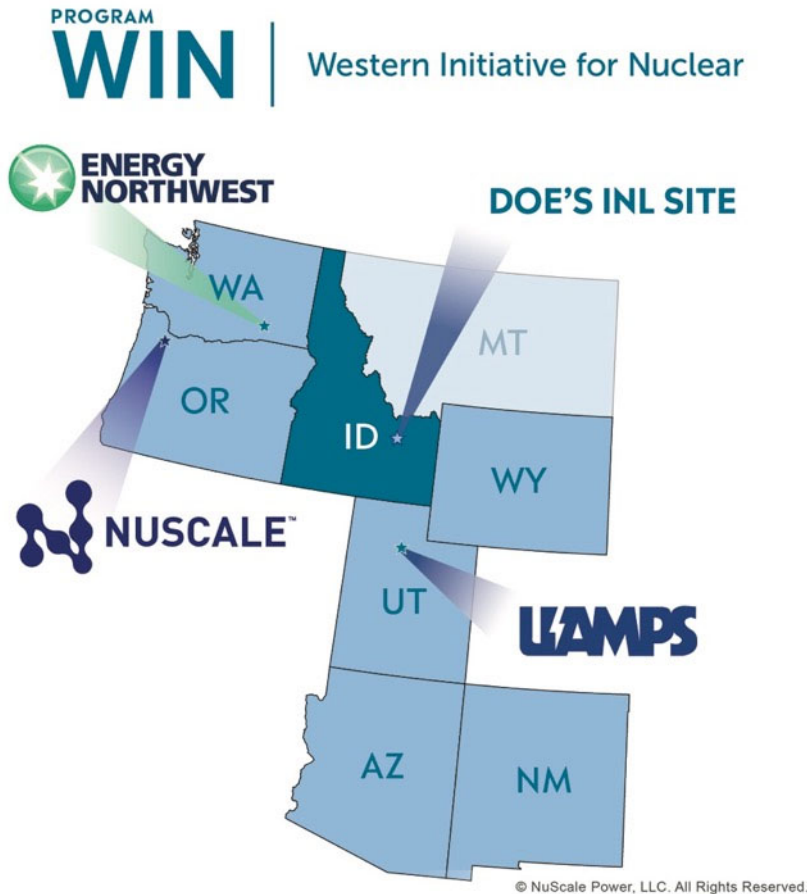 PROGRAM
WIN
Western Initiative for Nuclear
ENERGY
NORTHWEST
DOE'S INL SITE
WA
MT
OR
ID
WY
NUSCALE™
UT
UAMPS
AZ
NM
© NuScale Power, LLC. All Rights Reserved